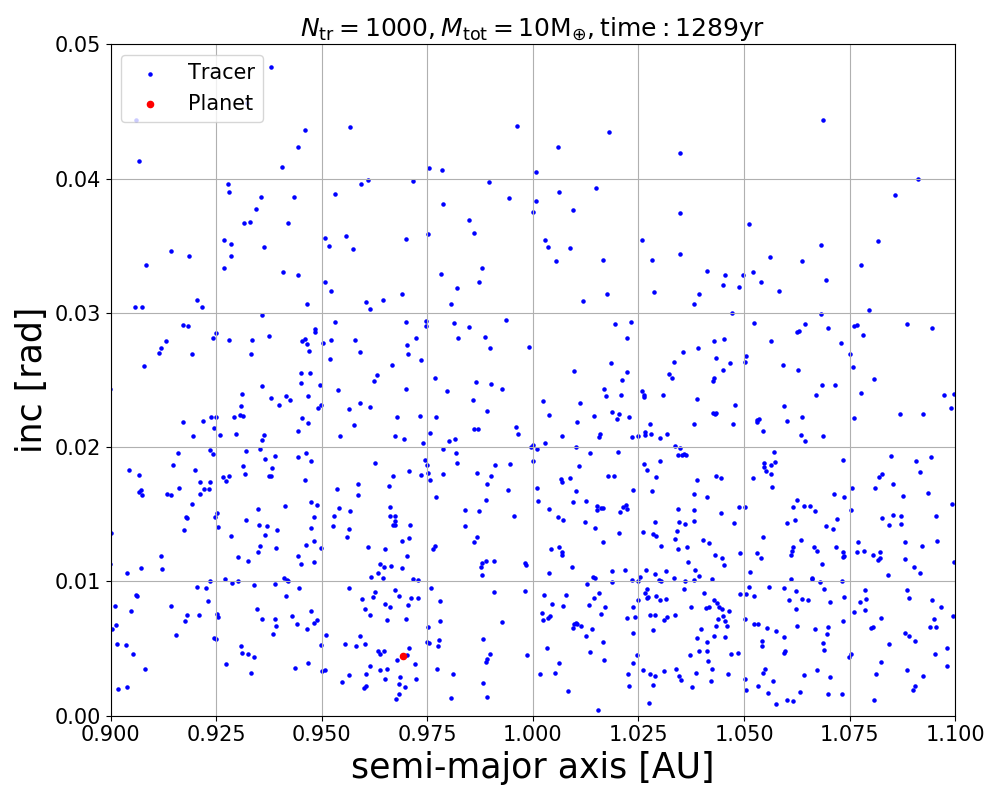 N_tr = 1000, M_tot = 10M_⊕, time : 1289yr
Tracer
Planet
0.05
0.04
0.03
0.02
0.01
0.00
inc [rad]
0.900 0.925 0.950 0.975 1.000 1.025 1.050 1.075 1.100
semi-major axis [AU]